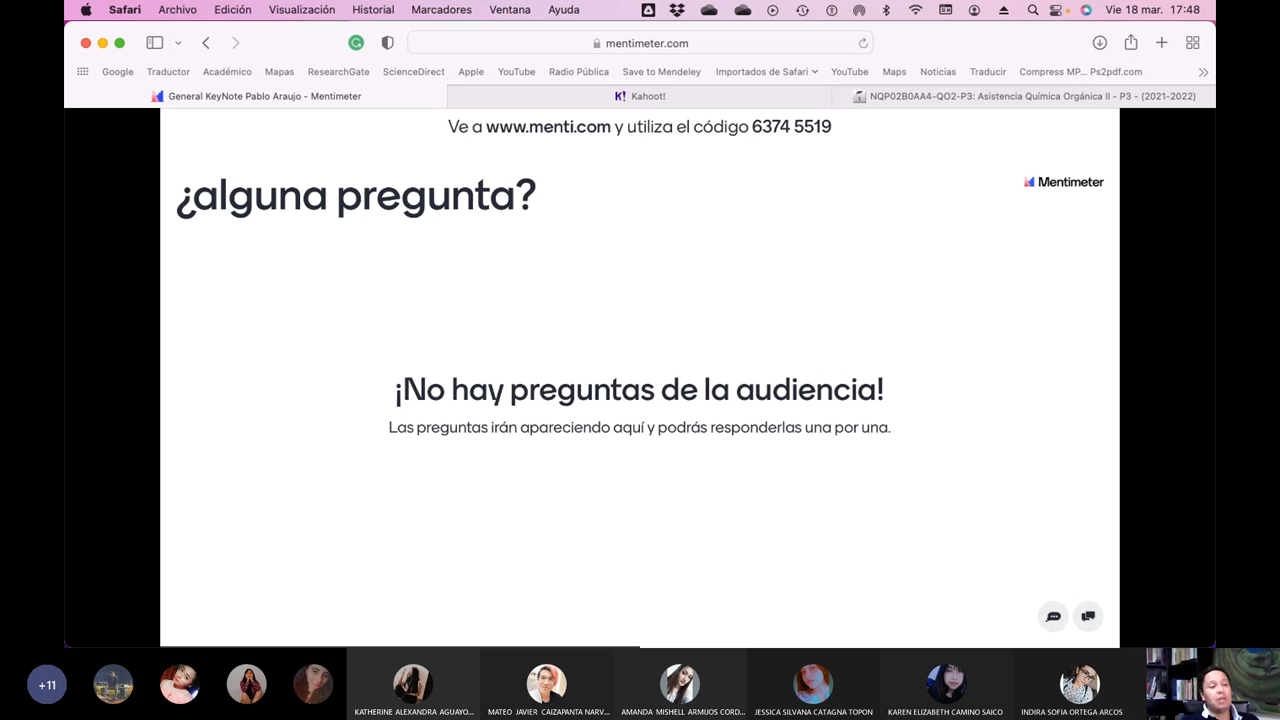 Safari Archivo Edición Visualización Historial Marcadores Ventana Ayuda Vie 18 mar. 17:48
mentimeter.com
Google Traductor Académico Mapas ResearchGate ScienceDirect Apple YouTube Radio Pública Save to Mendeley Importados de Safari YouTube Maps Noticias Traducir Compress MP... Ps2pdf.com
General KeyNote Pablo Araujo - Mentimeter K! Kahoot! NQP02B0AA4-QO2-P3: Asistencia Química Orgánica II - P3 - (2021-2022)
Ve a www.menti.com y utiliza el código 6374 5519
¿alguna pregunta?
Mentimeter
¡No hay preguntas de la audiencia!
Las preguntas irán apareciendo aquí y podrás responderlas una por una.
+11
KATHERINE ALEXANDRA AGUAYO... MATEO JAVIER CAIZAPANTA NARV... AMANDA MISHELL ARMIJOS CORD... JESSICA SILVANA CATAGNA TOPON KAREN ELIZABETH CAMINO SAICO INDIRA SOFIA ORTEGA ARCOS